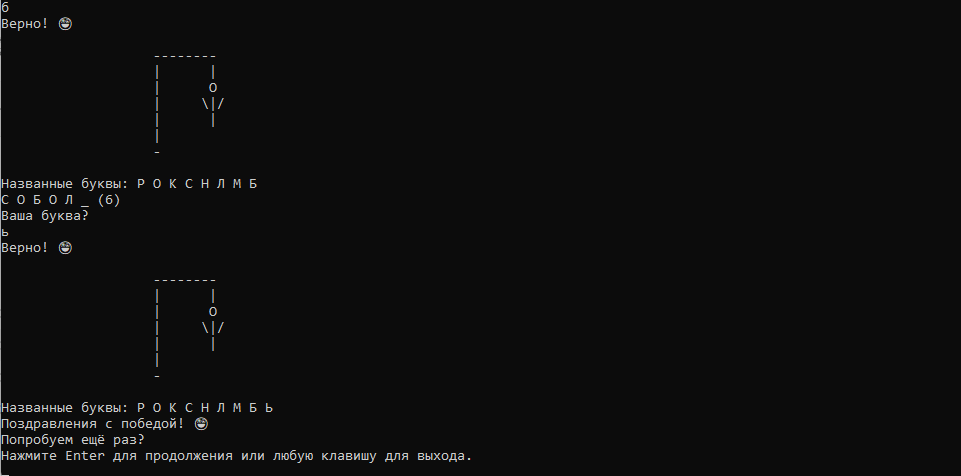 б
Верно! 😁
--------
|      |
|      O
|     \|/
|      |
|
-
Названные буквы: Р О К С Н Л М Б
С О Б О Л _ (6)
Ваша буква?
ь
Верно! 😁
--------
|      |
|      O
|     \|/
|      |
|
-
Названные буквы: Р О К С Н Л М Б Ь
Поздравления с победой! 😁
Попробуем ещё раз?
Нажмите Enter для продолжения или любую клавишу для выхода.